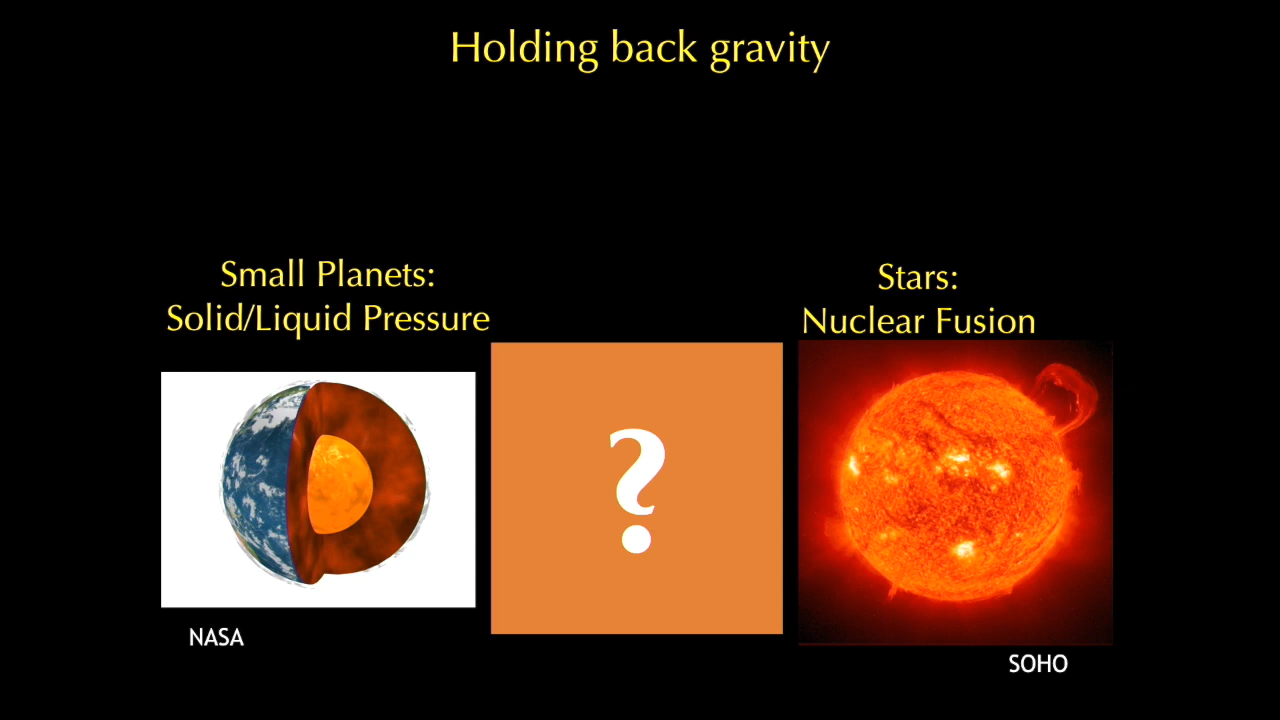 Holding back gravity
Small Planets:
Solid/Liquid Pressure
Stars:
Nuclear Fusion
?
NASA
SOHO